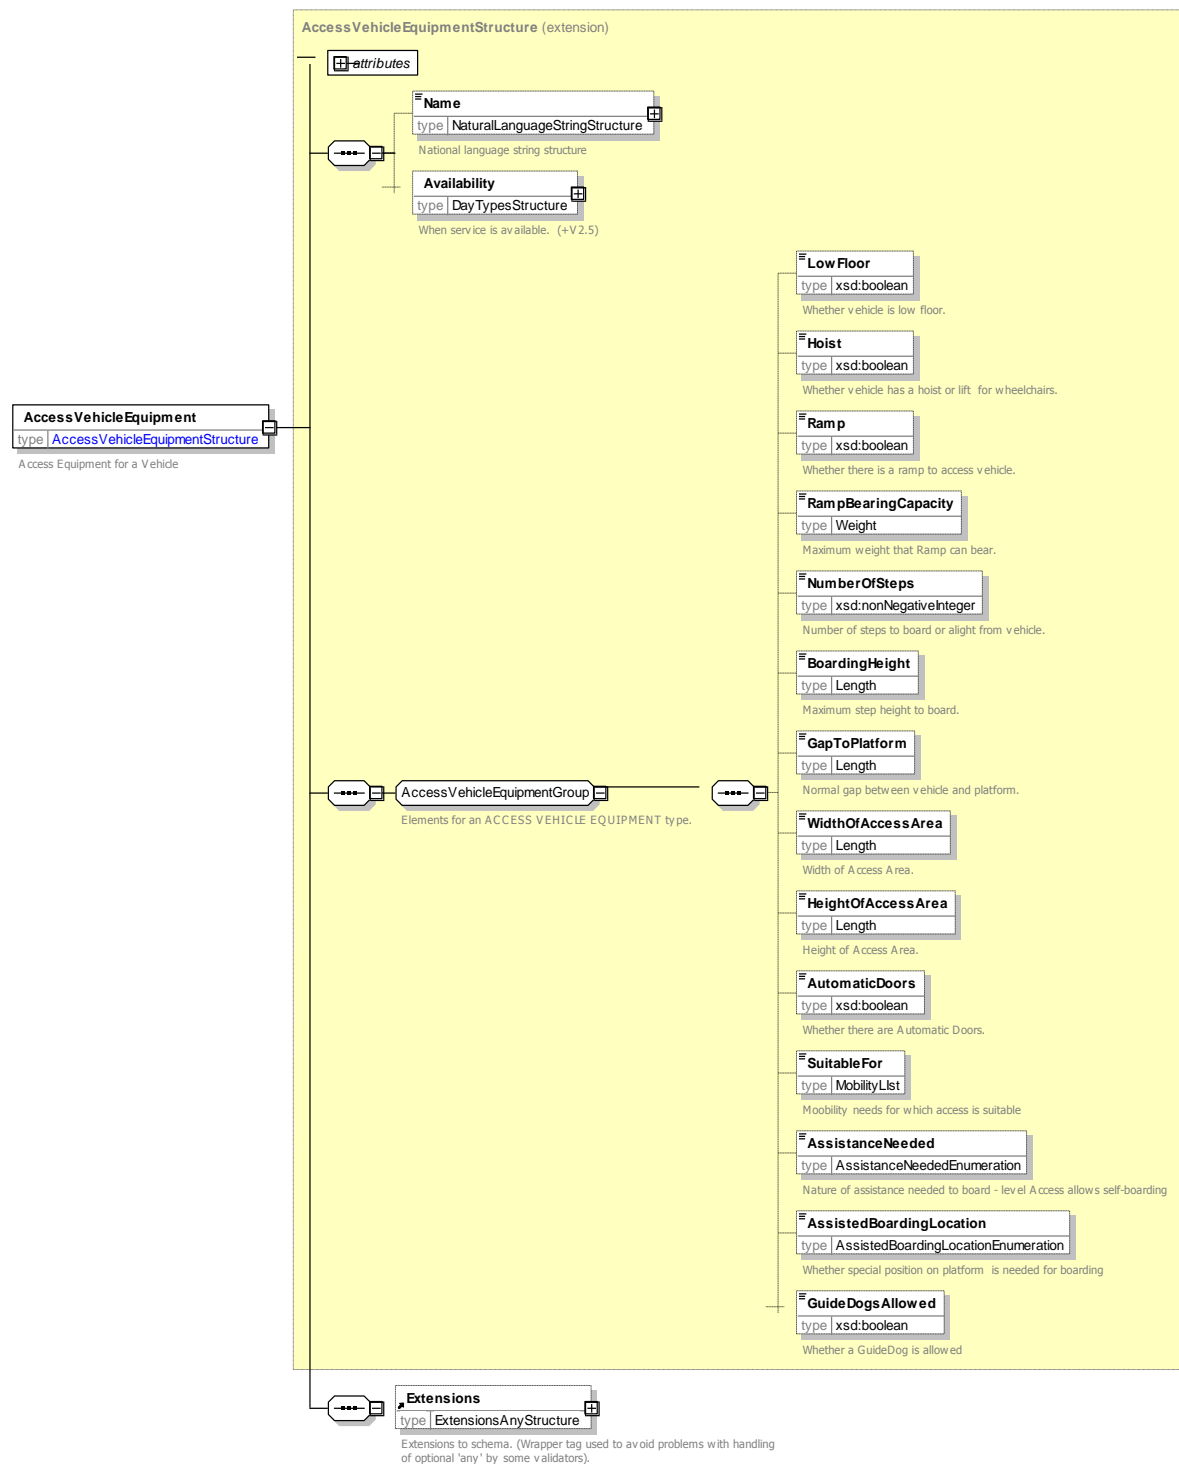 AccessVehicleEquipmentStructure (extension)
attributes
Name
type NaturalLanguageStringStructure
National language string structure
Availability
type DayTypesStructure
When service is available. (+V2.5)
LowFloor
type xsd:boolean
Whether vehicle is low floor.
Hoist
type xsd:boolean
Whether vehicle has a hoist or lift for wheelchairs.
AccessVehicleEquipment
type AccessVehicleEquipmentStructure
Access Equipment for a Vehicle
Ramp
type xsd:boolean
Whether there is a ramp to access vehicle.
RampBearingCapacity
type Weight
Maximum weight that Ramp can bear.
NumberOfSteps
type xsd:nonNegativeInteger
Number of steps to board or alight from vehicle.
BoardingHeight
type Length
Maximum step height to board.
GapToPlatform
type Length
Normal gap between vehicle and platform.
AccessVehicleEquipmentGroup
Elements for an ACCESS VEHICLE EQUIPMENT type.
WidthOfAccessArea
type Length
Width of Access Area.
HeightOfAccessArea
type Length
Height of Access Area.
AutomaticDoors
type xsd:boolean
Whether there are Automatic Doors.
SuitableFor
type MobilityLIst
Moobility needs for which access is suitable
AssistanceNeeded
type AssistanceNeededEnumeration
Nature of assistance needed to board - level Access allows self-boarding
AssistedBoardingLocation
type AssistedBoardingLocationEnumeration
Whether special position on platform is needed for boarding
GuideDogsAllowed
type xsd:boolean
Whether a GuideDog is allowed
Extensions
type ExtensionsAnyStructure
Extensions to schema. (Wrapper tag used to avoid problems with handling
of optional 'any' by some validators).